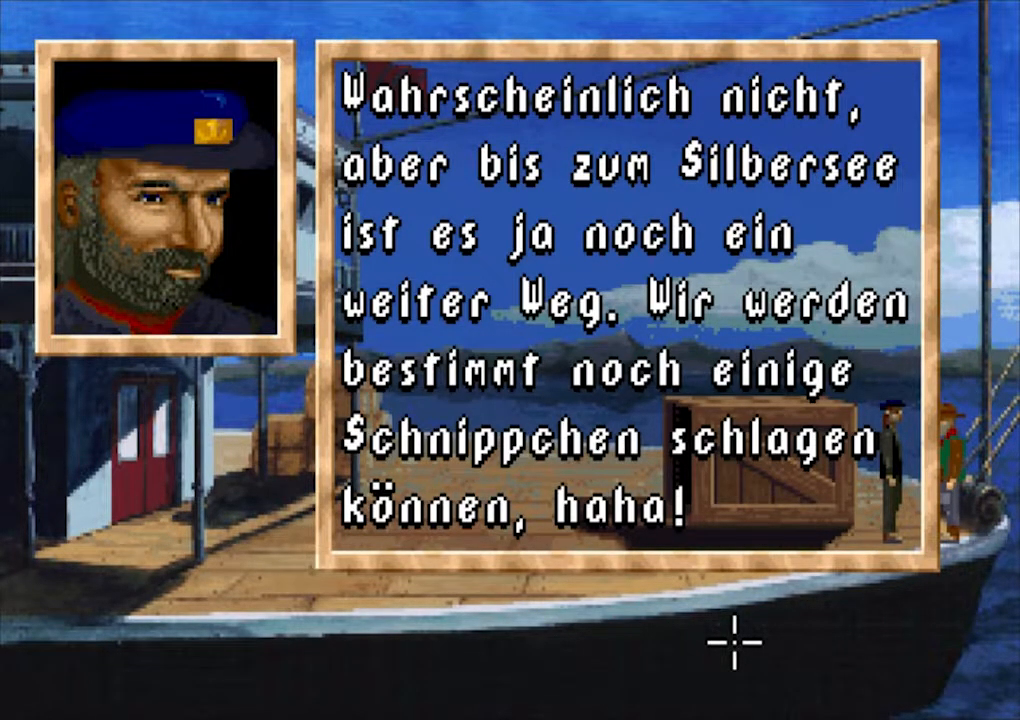 Wahrscheinlich nicht,
aber bis zum Silbersee
ist es ja noch ein
weiter Weg. Wir werden
bestimmt noch einige
Schnippchen schlagen
können, haha!